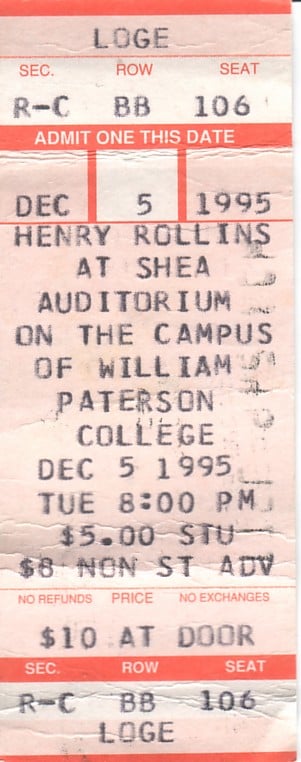 LOGE
SEC. ROW SEAT
R-C BB 106
ADMIT ONE THIS DATE
DEC 5 1995
HENRY ROLLINS
AT SHEA
AUDITORIUM
ON THE CAMPUS
OF WILLIAM
PATERSON
COLLEGE
DEC 5 1995
TUE 8:00 PM
$5.00 STU
$8 NON ST ADV
NO REFUNDS PRICE NO EXCHANGES
$10 AT DOOR
SEC. ROW SEAT
R-C BB 106
LOGE